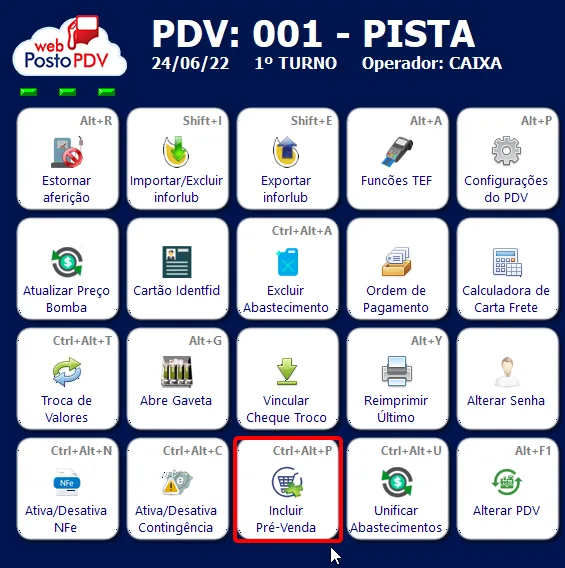 web
PostoPDV
PDV: 001 - PISTA
24/06/22 1º TURNO Operador: CAIXA
Alt+R
Estornar
aferição
Shift+I
Importar/Excluir
inforlub
Shift+E
Exportar
inforlub
Alt+A
Funcões TEF
Alt+P
Configurações
do PDV
Atualizar Preço
Bomba
Cartão Identfid
Ctrl+Alt+A
Excluir
Abastecimento
Ordem de
Pagamento
Calculadora de
Carta Frete
Ctrl+Alt+T
Troca de
Valores
Alt+G
Abre Gaveta
Vincular
Cheque Troco
Alt+Y
Reimprimir
Último
Alterar Senha
Ctrl+Alt+N
NFe
Ativa/Desativa
NFe
Ctrl+Alt+C
Ativa/Desativa
Contingência
Ctrl+Alt+P
Incluir
Pré-Venda
Ctrl+Alt+U
Unificar
Abastecimentos
Alt+F1
Alterar PDV